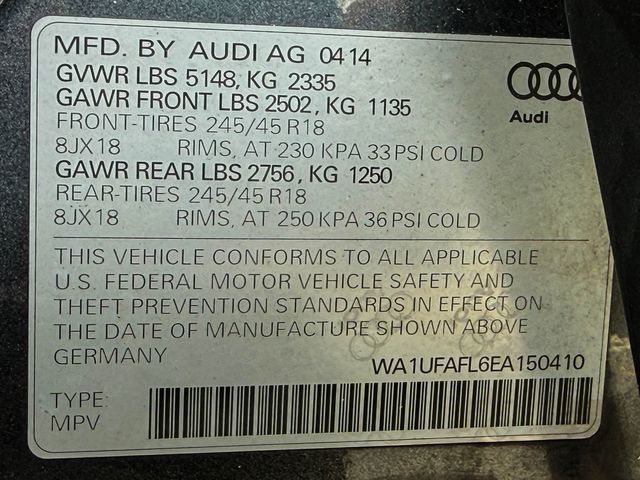 MFD. BY AUDI AG 0414
GVWR LBS 5148, KG 2335
GAWR FRONT LBS 2502, KG 1135
FRONT-TIRES 245/45 R18
8JX18 RIMS, AT 230 KPA 33 PSI COLD
GAWR REAR LBS 2756, KG 1250
REAR-TIRES 245/45 R18
8JX18 RIMS, AT 250 KPA 36 PSI COLD
Audi
THIS VEHICLE CONFORMS TO ALL APPLICABLE
U.S. FEDERAL MOTOR VEHICLE SAFETY AND
THEFT PREVENTION STANDARDS IN EFFECT ON
THE DATE OF MANUFACTURE SHOWN ABOVE
GERMANY
WA1UFAFL6EA150410
TYPE:
MPV